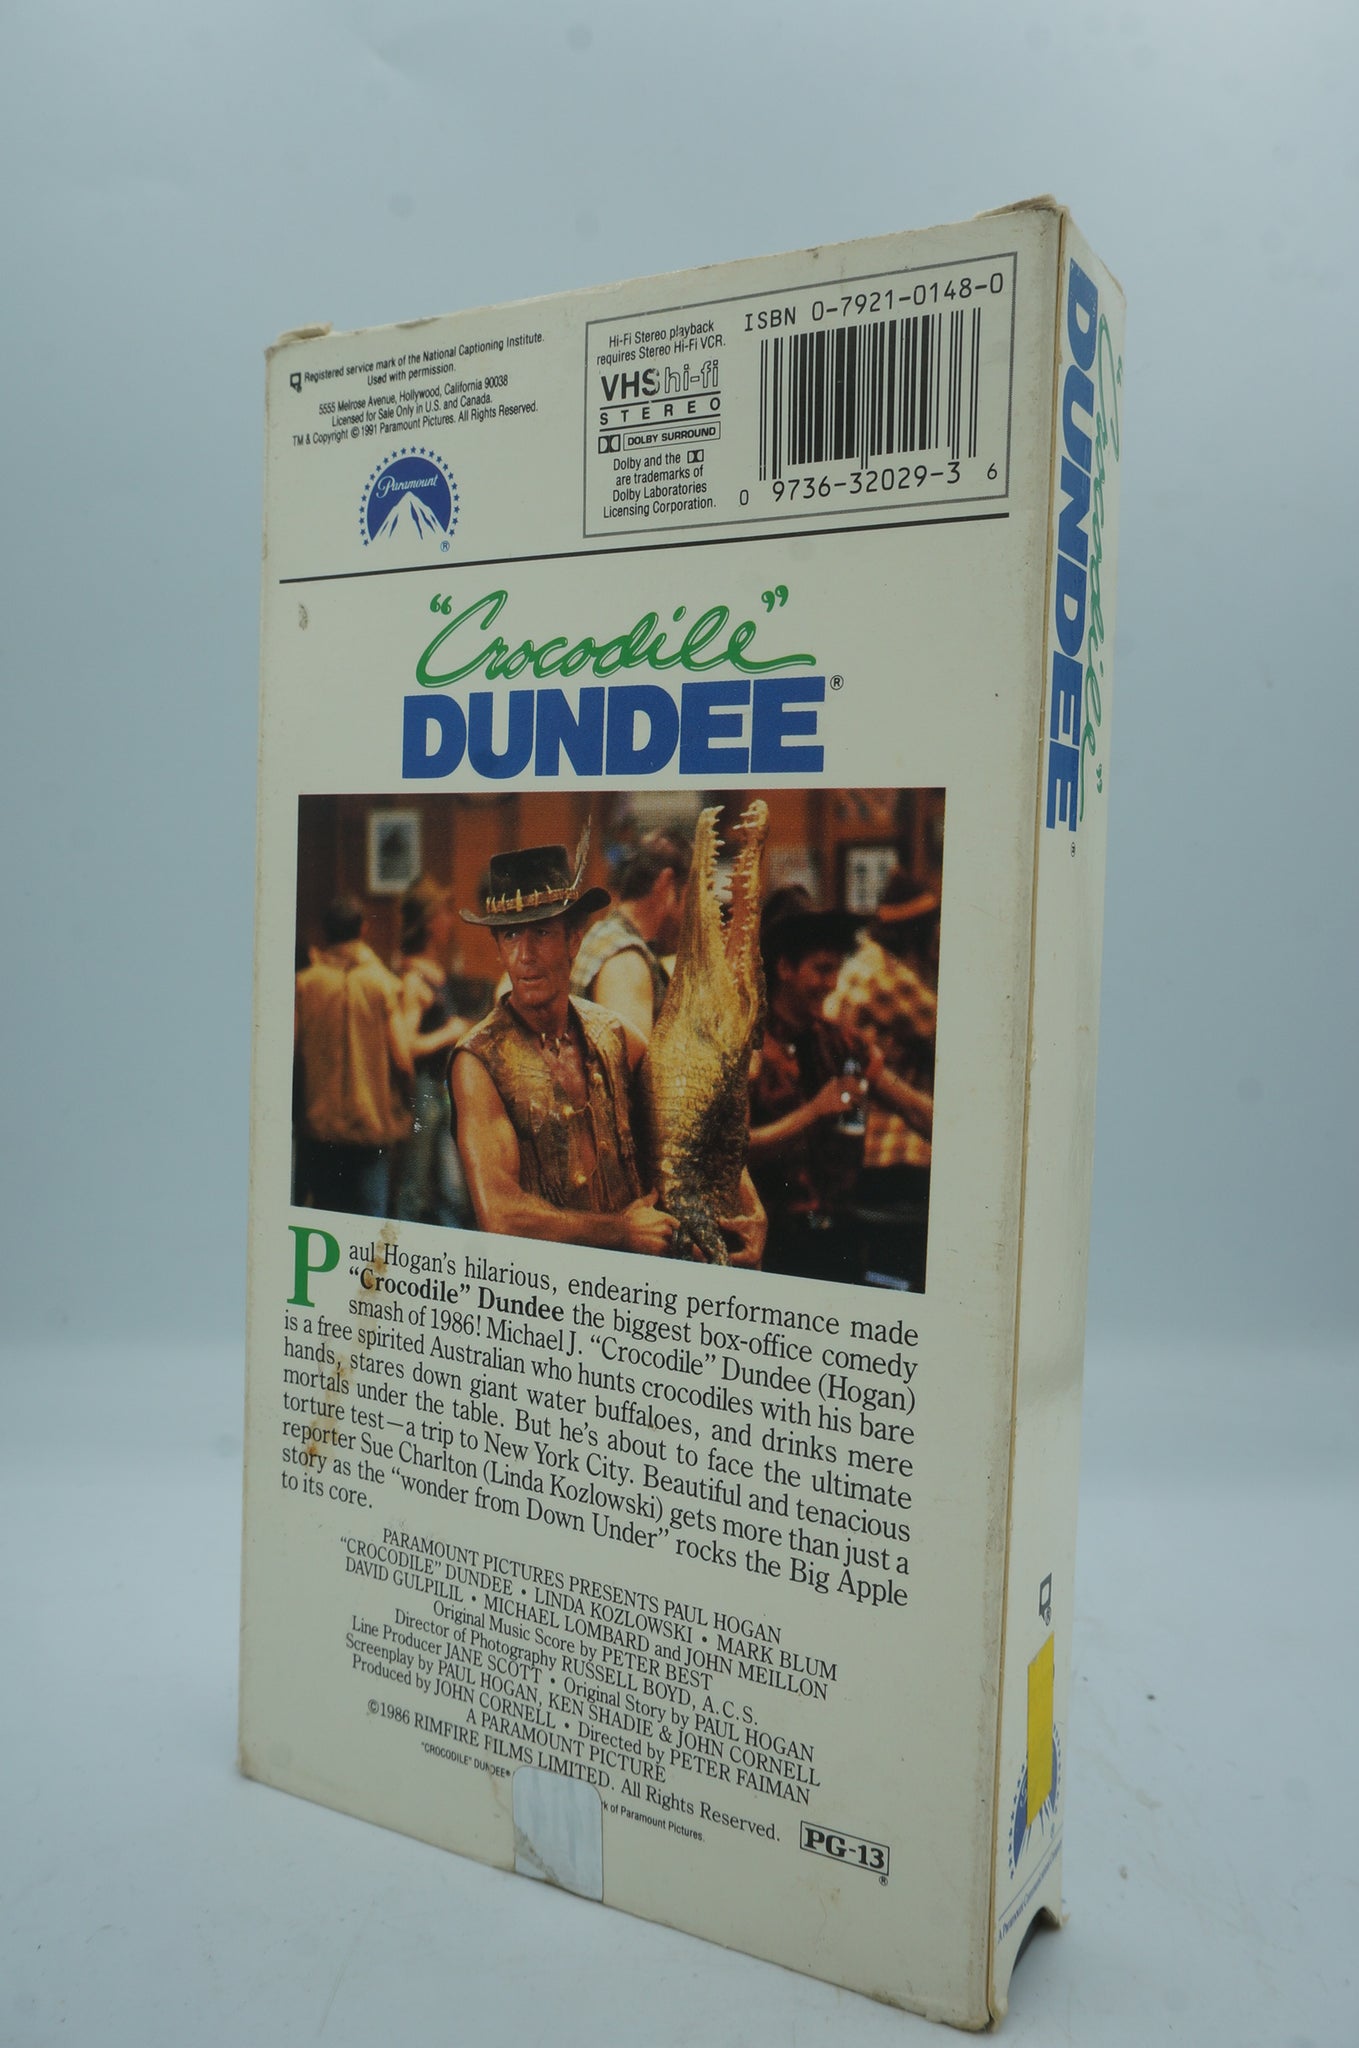 Registered service mark of the National Captioning Institute.
Used with permission.
5555 Melrose Avenue, Hollywood, California 90038
Licensed for Sale Only in U.S. and Canada.
TM & Copyright © 1991 Paramount Pictures. All Rights Reserved.
Paramount
®
Hi-Fi Stereo playback
requires Stereo Hi-Fi VCR.
VHS hi-fi
STEREO
DOLBY SURROUND
Dolby and the
are trademarks of
Dolby Laboratories
Licensing Corporation.
ISBN 0-7921-0148-0
0 9736-32029-3 6
"Crocodile"
DUNDEE®
Paul Hogan's hilarious, endearing performance made
"Crocodile" Dundee the biggest box-office comedy
smash of 1986! Michael J. "Crocodile" Dundee (Hogan)
is a free spirited Australian who hunts crocodiles with his bare
hands, stares down giant water buffaloes, and drinks mere
mortals under the table. But he's about to face the ultimate
torture test—a trip to New York City. Beautiful and tenacious
reporter Sue Charlton (Linda Kozlowski) gets more than just a
story as the "wonder from Down Under" rocks the Big Apple
to its core.
PARAMOUNT PICTURES PRESENTS PAUL HOGAN
"CROCODILE" DUNDEE • LINDA KOZLOWSKI • MARK BLUM
DAVID GULPILIL • MICHAEL LOMBARD and JOHN MEILLON
Original Music Score by PETER BEST
Director of Photography RUSSELL BOYD, A.C.S.
Line Producer JANE SCOTT • Original Story by PAUL HOGAN
Screenplay by PAUL HOGAN, KEN SHADIE & JOHN CORNELL
Produced by JOHN CORNELL • Directed by PETER FAIMAN
A PARAMOUNT PICTURE
©1986 RIMFIRE FILMS LIMITED. All Rights Reserved.
"CROCODILE" DUNDEE® of Paramount Pictures.
PG-13
®
"Crocodile"
DUNDEE®
A Paramount Communications Company